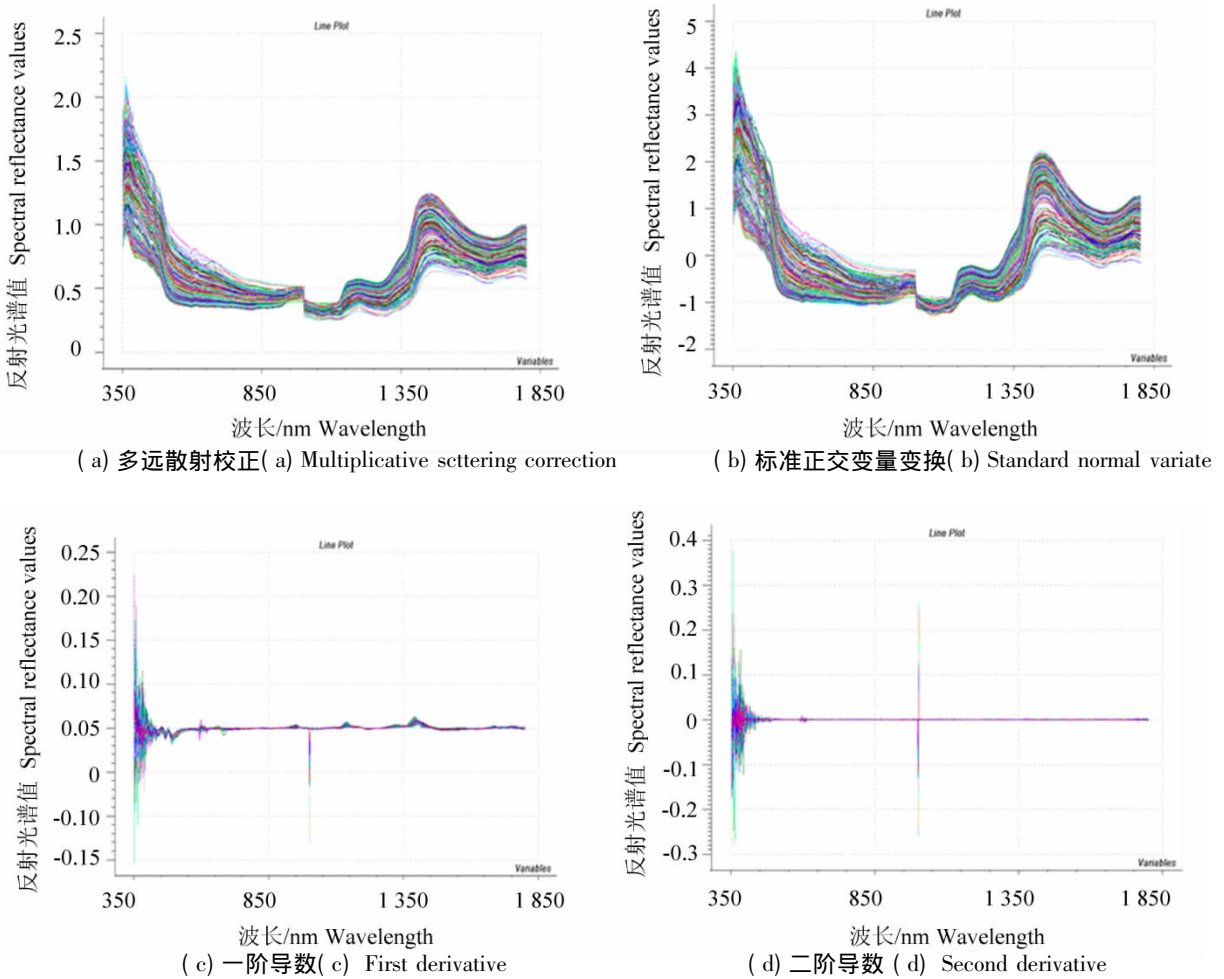 Line Plot
反射光谱值 Spectral reflectance values
2.5
2.0
1.5
1.0
0.5
0
Variables
350 850 1 350 1 850
波长/nm Wavelength
( a) 多远散射校正( a) Multiplicative scttering correction
Line Plot
反射光谱值 Spectral reflectance values
5
4
3
2
1
0
-1
-2
Variables
350 850 1 350 1 850
波长/nm Wavelength
( b) 标准正交变量变换( b) Standard normal variate
Line Plot
反射光谱值 Spectral reflectance values
0.25
0.20
0.15
0.10
0.05
0
-0.10
-0.15
Variables
350 850 1 350 1 850
波长/nm Wavelength
( c) 一阶导数( c) First derivative
Line Plot
反射光谱值 Spectral reflectance values
0.4
0.3
0.2
0.1
0
-0.1
-0.2
-0.3
Variables
350 850 1 350 1 850
波长/nm Wavelength
( d) 二阶导数 ( d) Second derivative